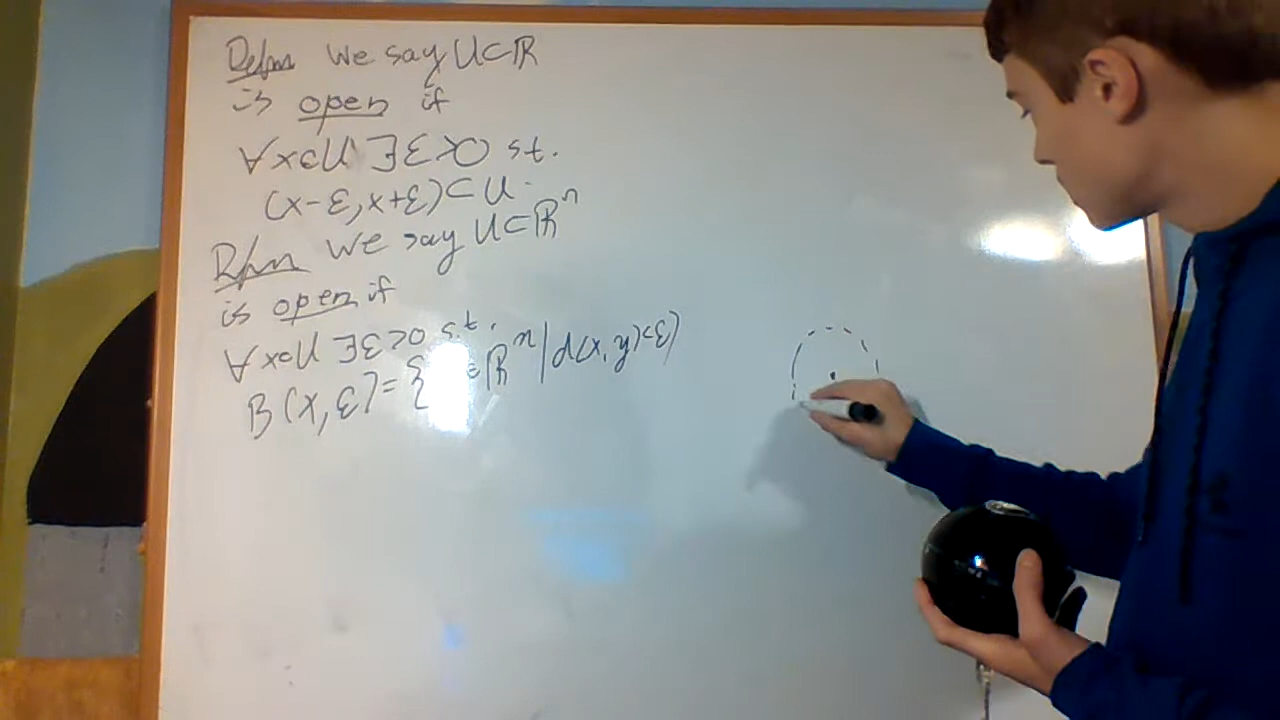 Defn We say U⊂ℝ
is open if
∀x∈U ∃ε>0 s.t.
(x-ε, x+ε)⊂U.
Defn We say U⊂ℝⁿ
is open if
∀x∈U ∃ε>0 s.t.
B(x,ε)={ ∈ℝⁿ|d(x,y)<ε}